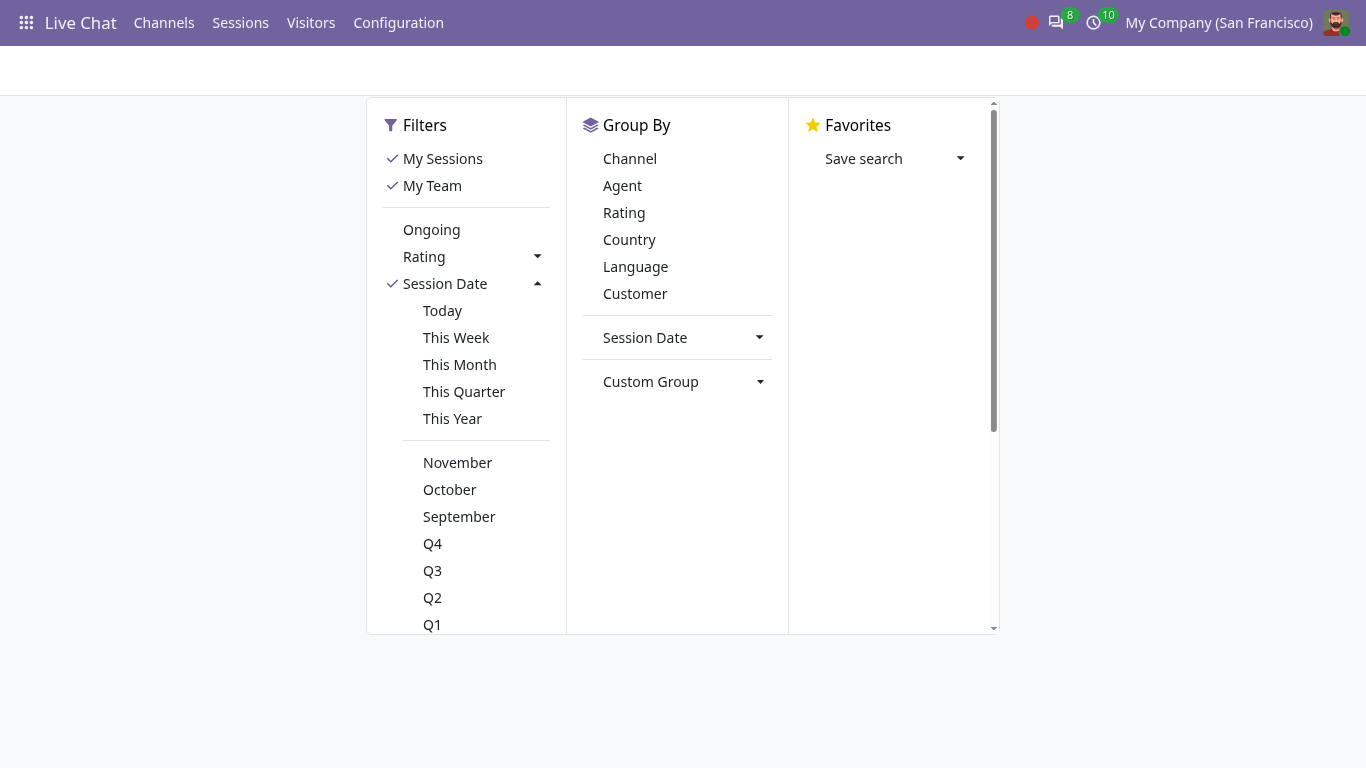 Live Chat
Channels
Sessions
Visitors
Configuration
8
10
My Company (San Francisco)
Filters
My Sessions
My Team
Ongoing
Rating
Session Date
Today
This Week
This Month
This Quarter
This Year
November
October
September
Q4
Q3
Q2
Q1
Group By
Channel
Agent
Rating
Country
Language
Customer
Session Date
Custom Group
Favorites
Save search